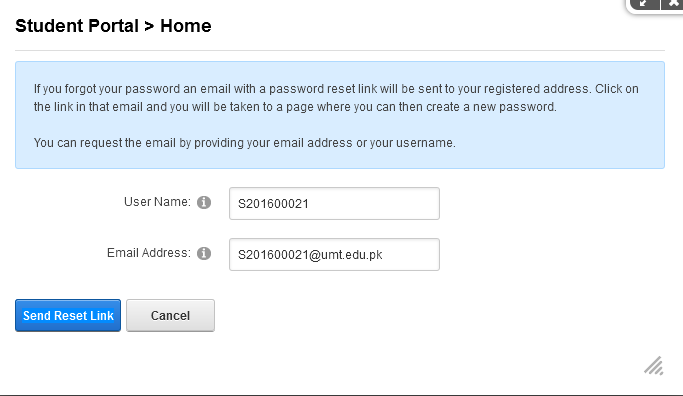 Student Portal > Home
If you forgot your password an email with a password reset link will be sent to your registered address. Click on
the link in that email and you will be taken to a page where you can then create a new password.
You can request the email by providing your email address or your username.
User Name:
S201600021
Email Address:
S201600021@umt.edu.pk
Send Reset Link
Cancel